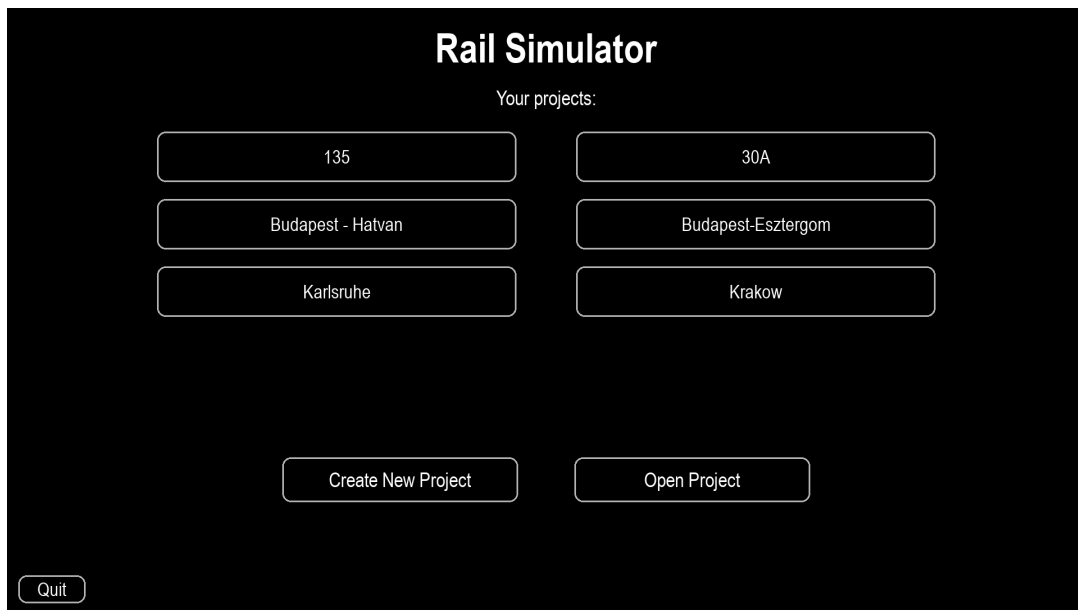 Rail Simulator
Your projects:
135
30A
Budapest - Hatvan
Budapest-Esztergom
Karlsruhe
Krakow
Create New Project
Open Project
Quit